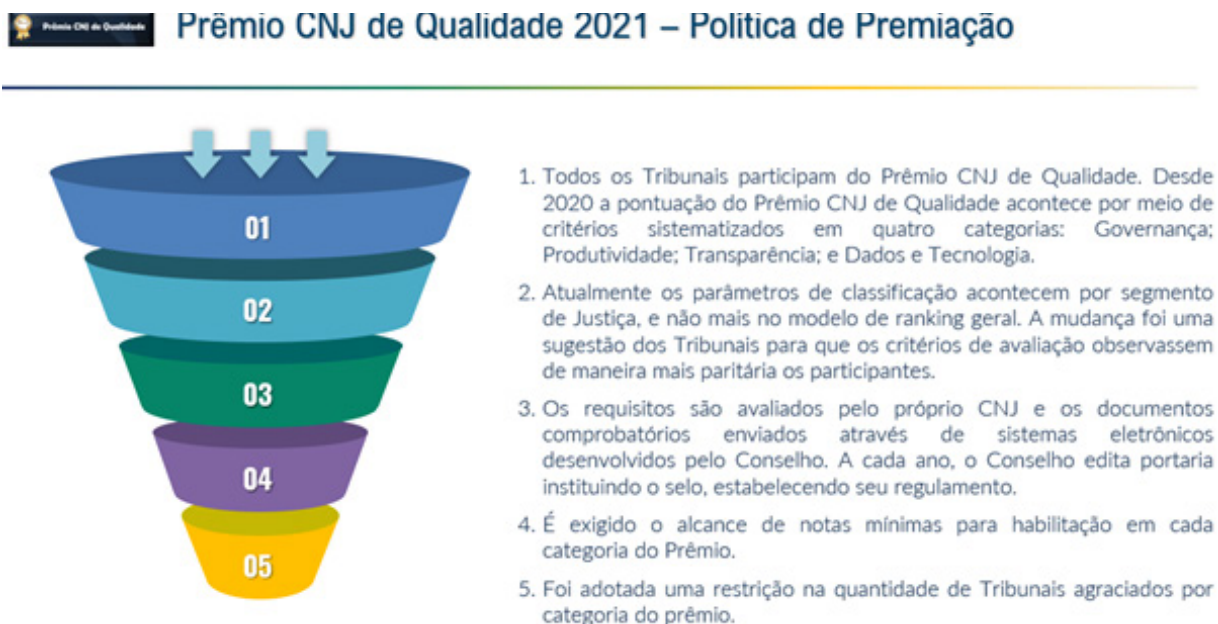 Prêmio CNJ de Qualidade
Prêmio CNJ de Qualidade 2021 – Política de Premiação
01
02
03
04
05
1. Todos os Tribunais participam do Prêmio CNJ de Qualidade. Desde
2020 a pontuação do Prêmio CNJ de Qualidade acontece por meio de
critérios sistematizados em quatro categorias: Governança;
Produtividade; Transparência; e Dados e Tecnologia.
2. Atualmente os parâmetros de classificação acontecem por segmento
de Justiça, e não mais no modelo de ranking geral. A mudança foi uma
sugestão dos Tribunais para que os critérios de avaliação observassem
de maneira mais paritária os participantes.
3. Os requisitos são avaliados pelo próprio CNJ e os documentos
comprobatórios enviados através de sistemas eletrônicos
desenvolvidos pelo Conselho. A cada ano, o Conselho edita portaria
instituindo o selo, estabelecendo seu regulamento.
4. É exigido o alcance de notas mínimas para habilitação em cada
categoria do Prêmio.
5. Foi adotada uma restrição na quantidade de Tribunais agraciados por
categoria do prêmio.